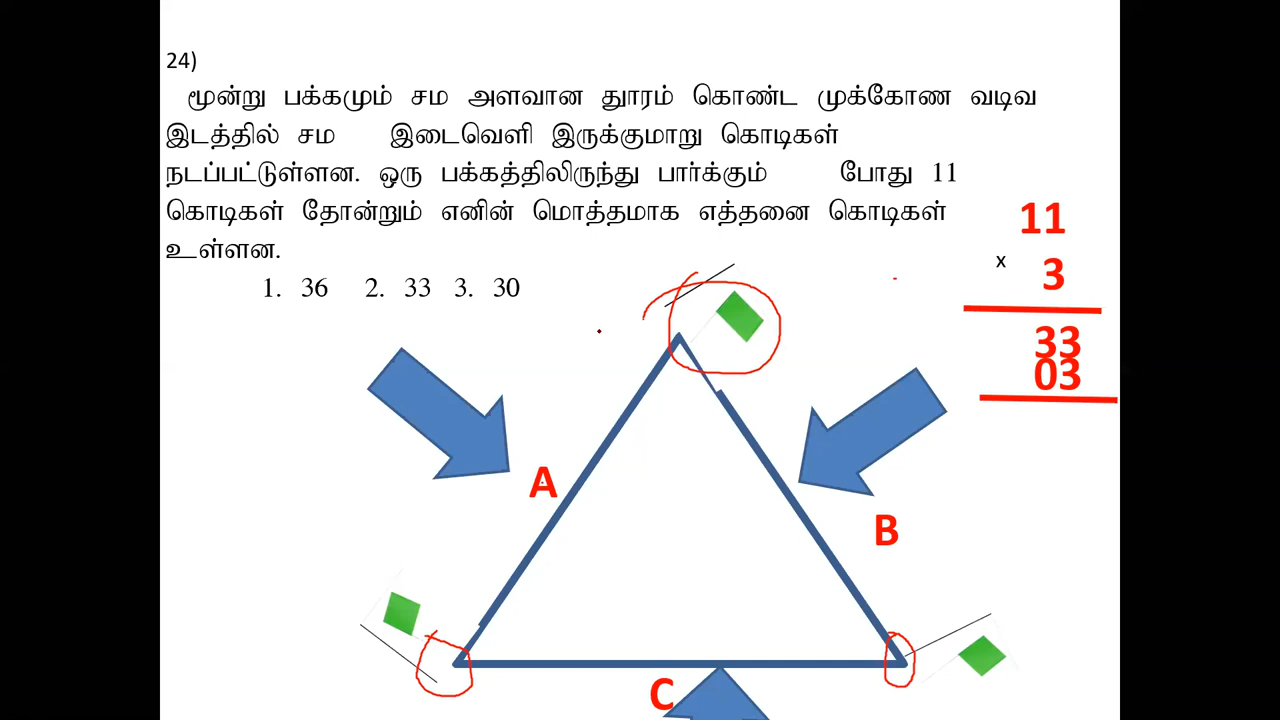 24)
மூன்று பக்கமும் சம அளவான துாரம் கொண்ட முக்கோண வடிவ
இடத்தில் சம இடைவெளி இருக்குமாறு கொடிகள்
நடப்பட்டுள்ளன. ஒரு பக்கத்திலிருந்து பார்க்கும் போது 11
கொடிகள் தோன்றும் எனின் மொத்தமாக எத்தனை கொடிகள்
உள்ளன.
1. 36 2. 33 3. 30
11
x 3
33
03
A
B
C